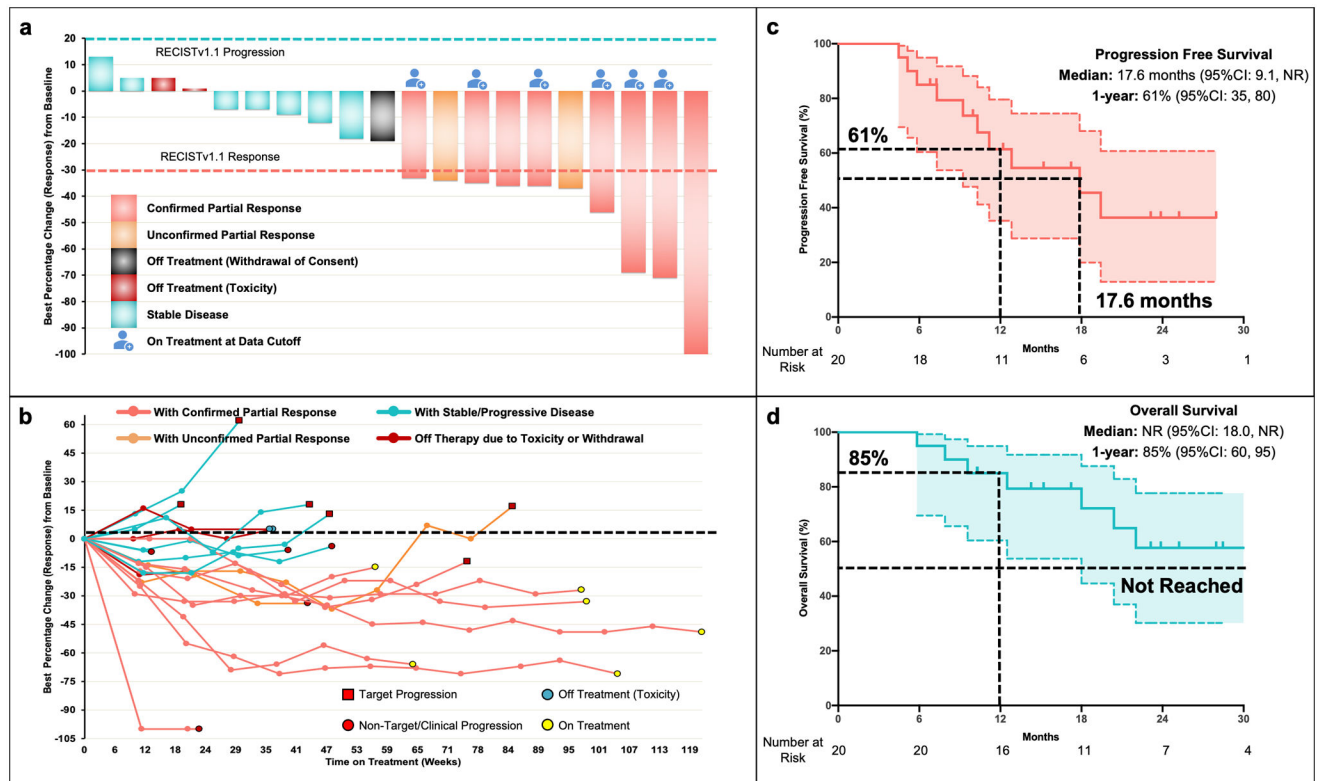 a
20
10
0
-10
-20
-30
-40
-50
-60
-70
-80
-90
-100
Best Percentage Change (Response) from Baseline
RECISTv1.1 Progression
RECISTv1.1 Response
Confirmed Partial Response
Unconfirmed Partial Response
Off Treatment (Withdrawal of Consent)
Off Treatment (Toxicity)
Stable Disease
On Treatment at Data Cutoff
b
With Confirmed Partial Response
With Stable/Progressive Disease
With Unconfirmed Partial Response
Off Therapy due to Toxicity or Withdrawal
60
45
30
15
0
-15
-30
-45
-60
-75
-90
-105
Best Percentage Change (Response) from Baseline
Target Progression
Off Treatment (Toxicity)
Non-Target/Clinical Progression
On Treatment
0 6 12 18 24 29 35 41 47 53 59 65 71 78 84 89 95 101 107 113 119
Time on Treatment (Weeks)
c
Progression Free Survival
Median: 17.6 months (95%CI: 9.1, NR)
1-year: 61% (95%CI: 35, 80)
100
80
60
40
20
0
Progression Free Survival (%)
61%
17.6 months
0 6 12 18 24 30
Months
Number at
Risk
20 18 11 6 3 1
d
Overall Survival
Median: NR (95%CI: 18.0, NR)
1-year: 85% (95%CI: 60, 95)
100
80
60
40
20
0
Overall Survival (%)
85%
Not Reached
0 6 12 18 24 30
Months
Number at
Risk
20 20 16 11 7 4